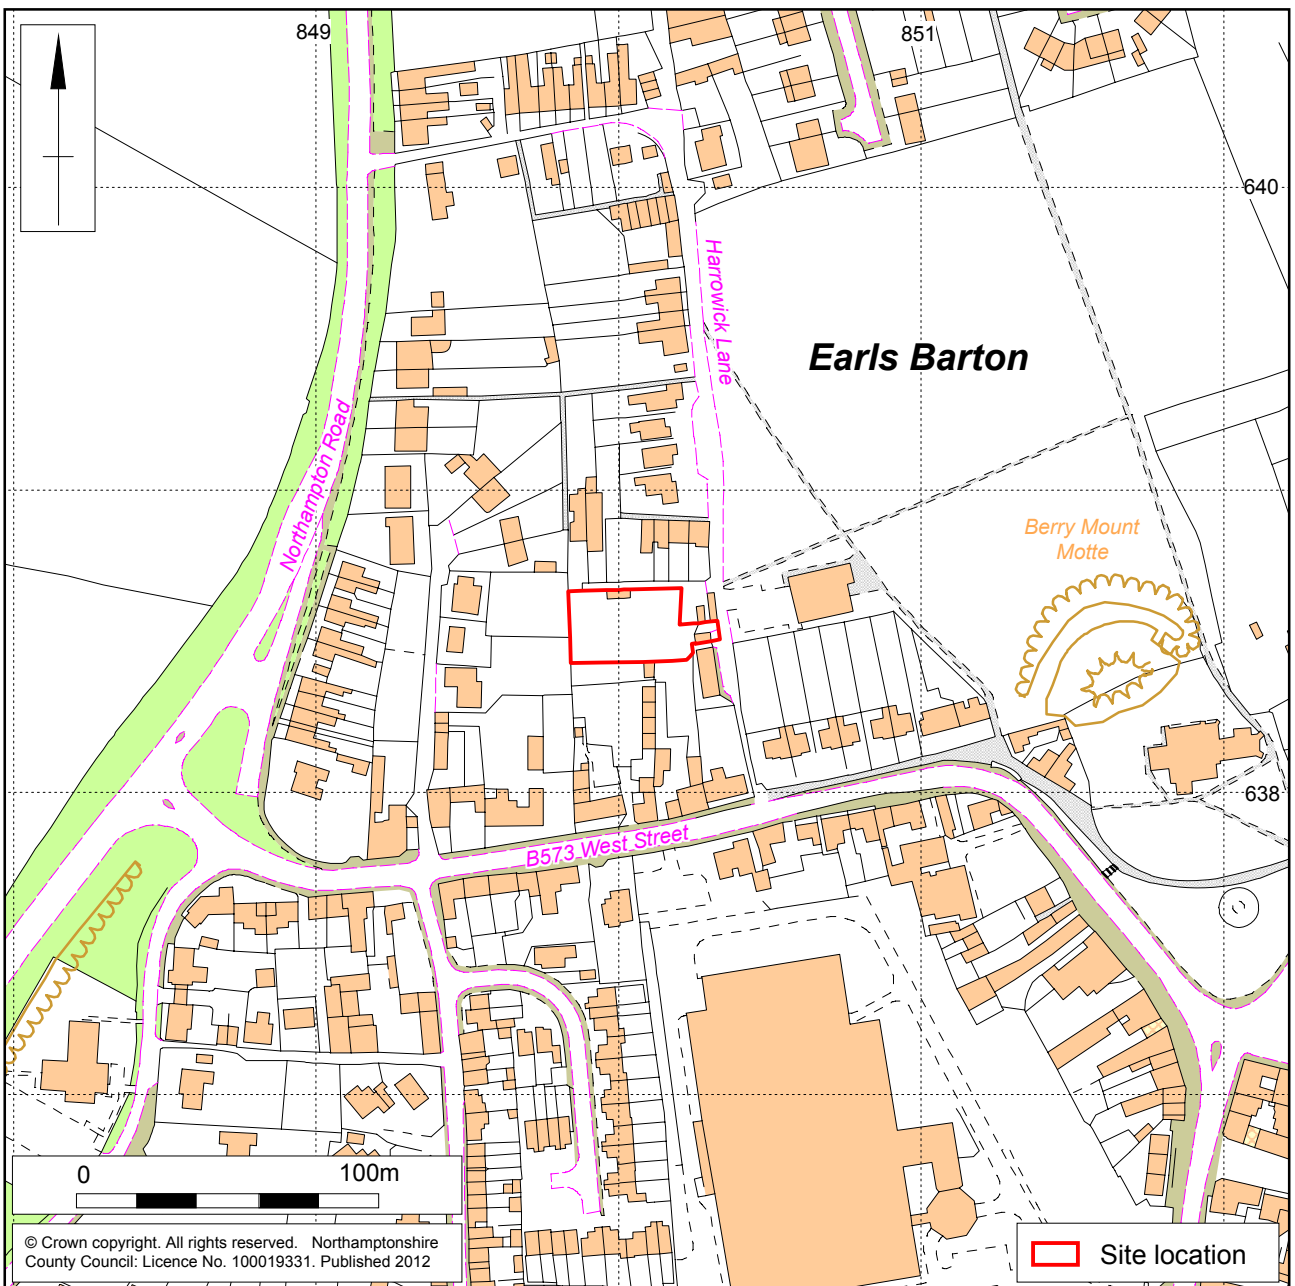 849
851
640
Harrowick Lane
Earls Barton
Northampton Road
Berry Mount
Motte
638
B573 West Street
0 100m
© Crown copyright. All rights reserved. Northamptonshire
County Council: Licence No. 100019331. Published 2012
Site location